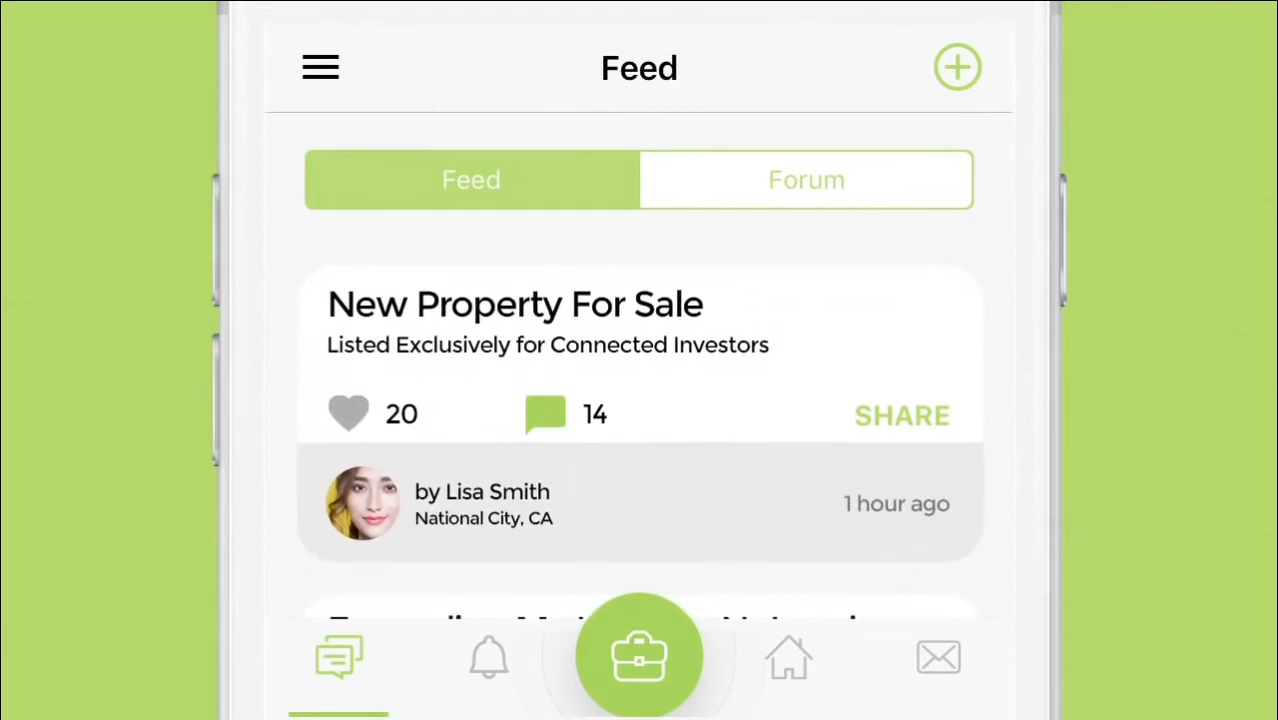 Feed
Feed
Forum
New Property For Sale
Listed Exclusively for Connected Investors
20
14
SHARE
by Lisa Smith
National City, CA
1 hour ago